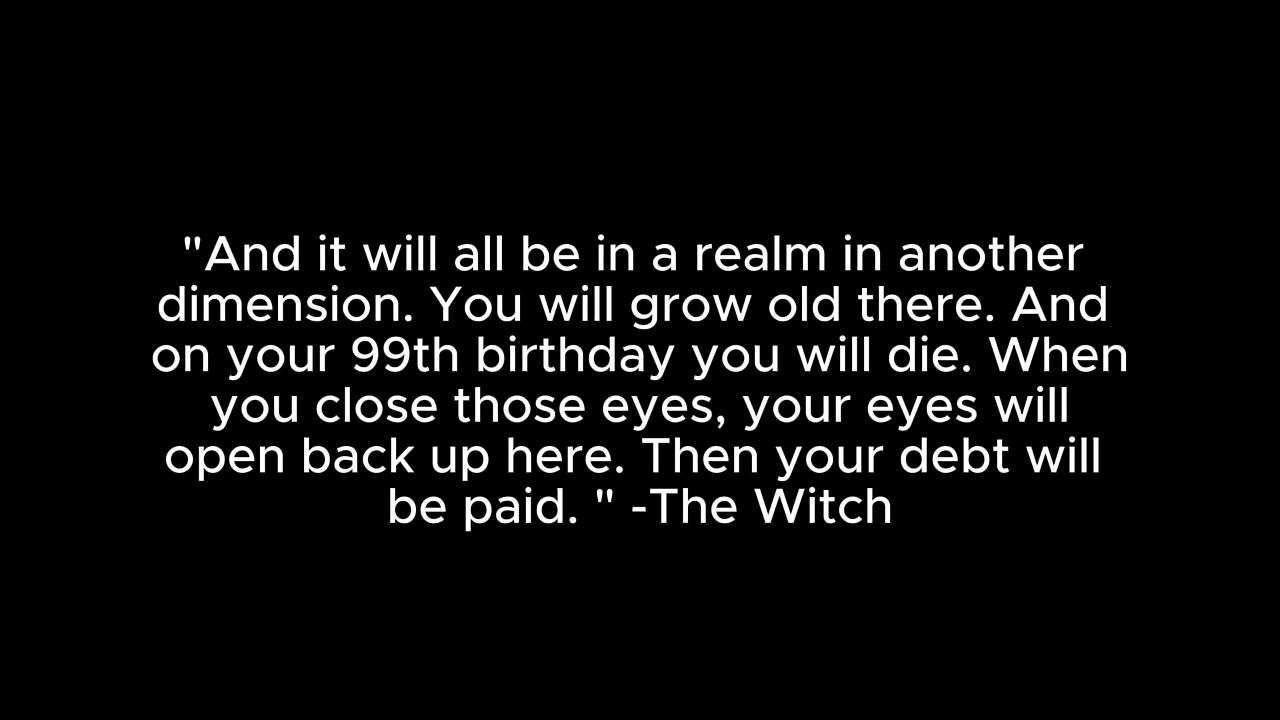 "And it will all be in a realm in another
dimension. You will grow old there. And
on your 99th birthday you will die. When
you close those eyes, your eyes will
open back up here. Then your debt will
be paid. " -The Witch